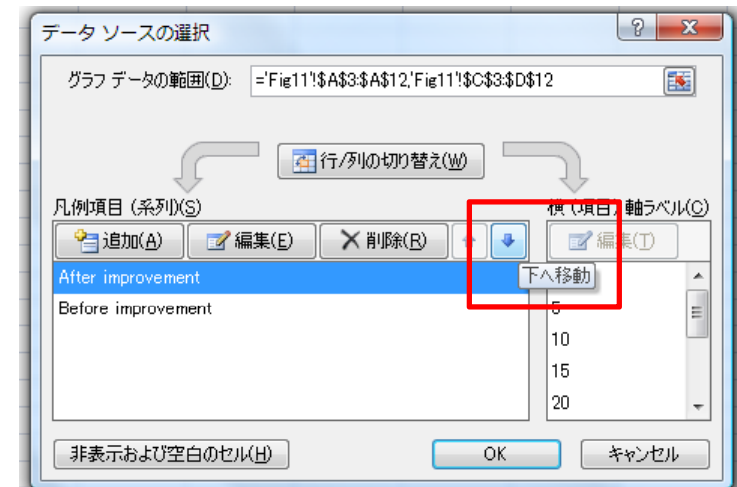 データ ソースの選択
グラフ データの範囲(D): ='Fig11'!$A$3:$A$12,'Fig11'!$C$3:$D$12
行/列の切り替え(W)
凡例項目 (系列)(S)
横 (項目) 軸ラベル(C)
追加(A) 編集(E) 削除(R) 編集(T)
下へ移動
After improvement
Before improvement
5
10
15
20
非表示および空白のセル(H) OK キャンセル